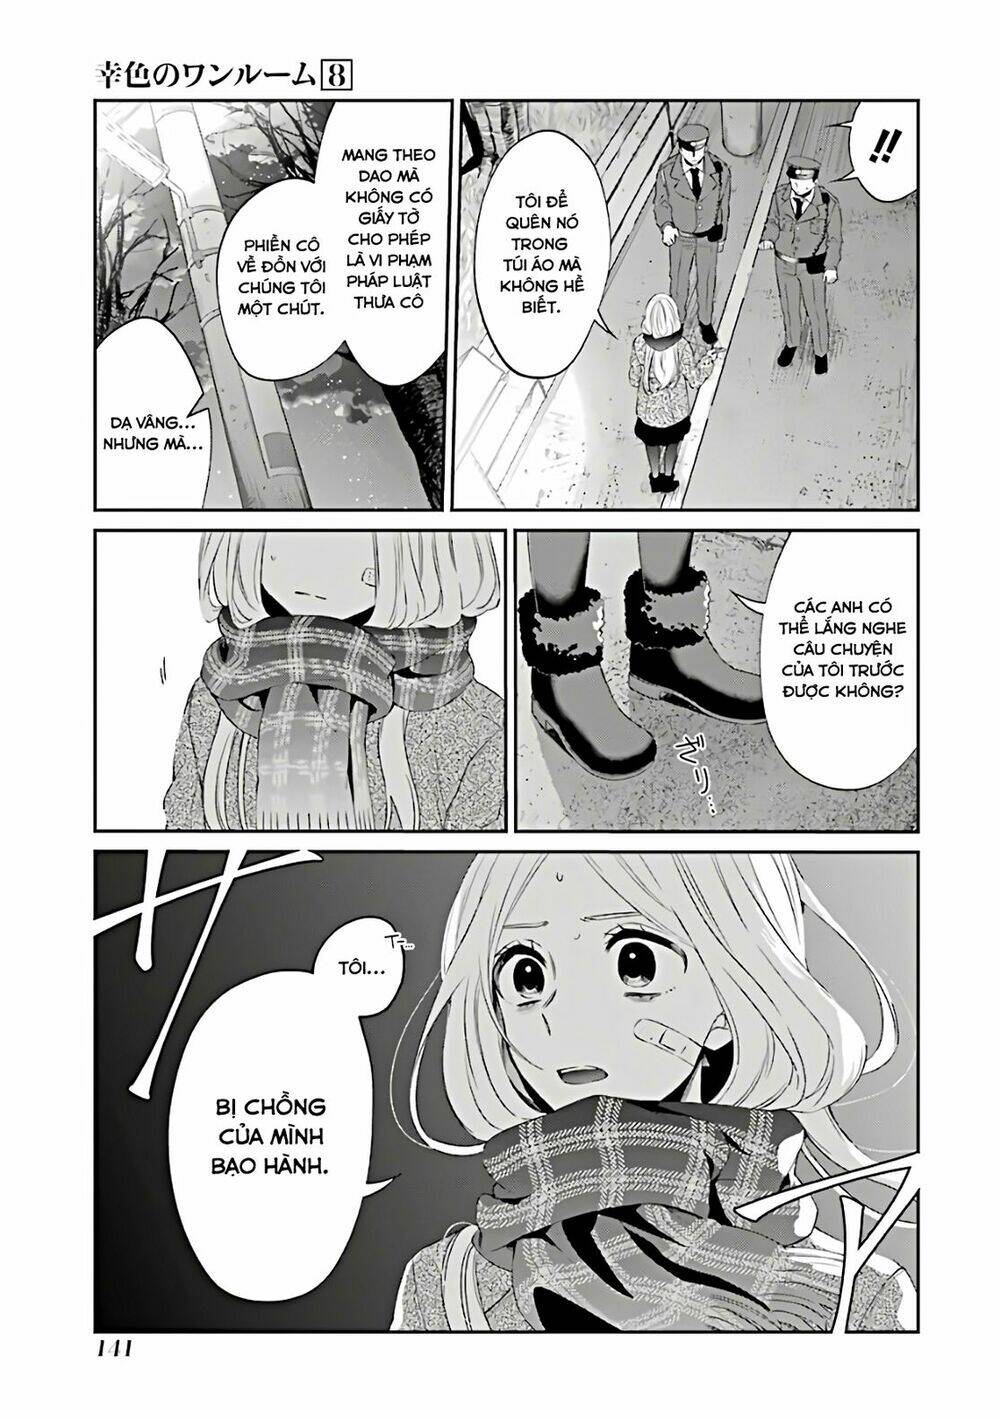 幸色のワンルーム8
!!
TÔI ĐỂ
QUÊN NÓ
TRONG
TÚI ÁO MÀ
KHÔNG HỀ
BIẾT.
MANG THEO
DAO MÀ
KHÔNG CÓ
GIẤY TỜ
CHO PHÉP
LÀ VI PHẠM
PHÁP LUẬT
THƯA CÔ
PHIỀN CÔ
VỀ ĐỒN VỚI
CHÚNG TÔI
MỘT CHÚT.
DẠ VÂNG...
NHƯNG MÀ...
CÁC ANH CÓ
THỂ LẮNG NGHE
CÂU CHUYỆN
CỦA TÔI TRƯỚC
ĐƯỢC KHÔNG?
ざり...
TÔI...
BỊ CHỒNG
CỦA MÌNH
BẠO HÀNH.
141